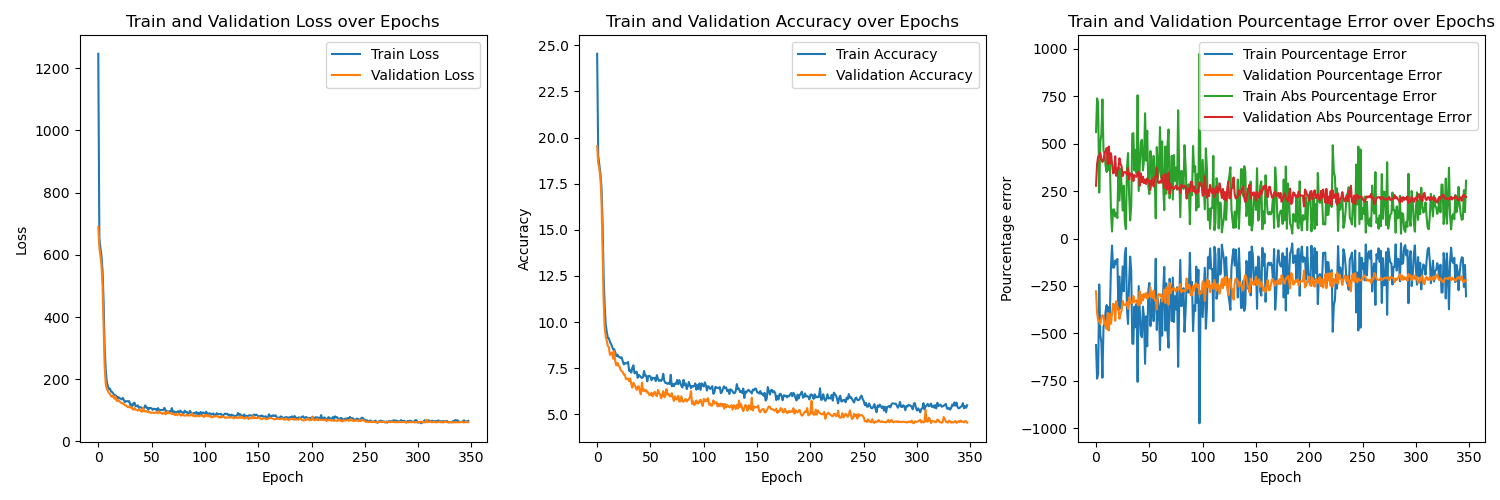 Train and Validation Loss over Epochs
Train Loss
Validation Loss
Loss
1200
1000
800
600
400
200
0
0 50 100 150 200 250 300 350
Epoch
Train and Validation Accuracy over Epochs
Train Accuracy
Validation Accuracy
Accuracy
25.0
22.5
20.0
17.5
15.0
12.5
10.0
7.5
5.0
0 50 100 150 200 250 300 350
Epoch
Train and Validation Pourcentage Error over Epochs
Train Pourcentage Error
Validation Pourcentage Error
Train Abs Pourcentage Error
Validation Abs Pourcentage Error
Pourcentage error
1000
750
500
250
0
−250
−500
−750
−1000
0 50 100 150 200 250 300 350
Epoch